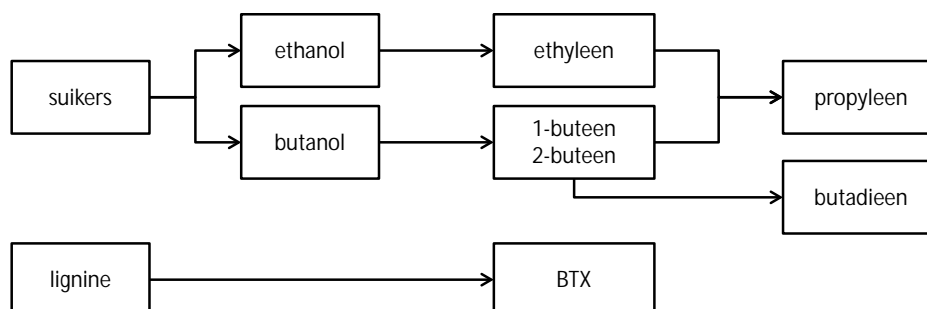 suikers
ethanol
ethyleen
butanol
1-buteen
2-buteen
propyleen
butadieen
lignine
BTX